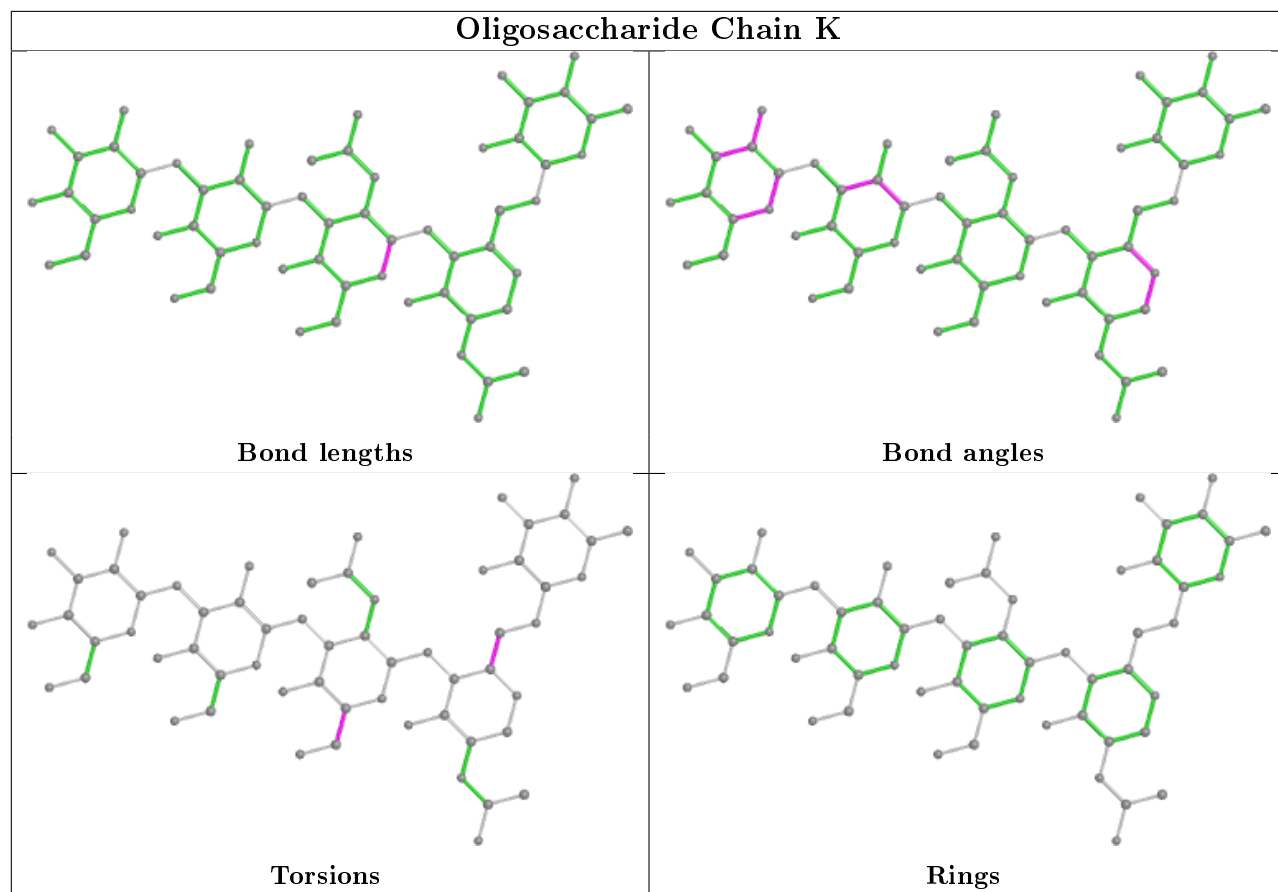 Oligosaccharide Chain K
Bond lengths
Bond angles
Torsions
Rings